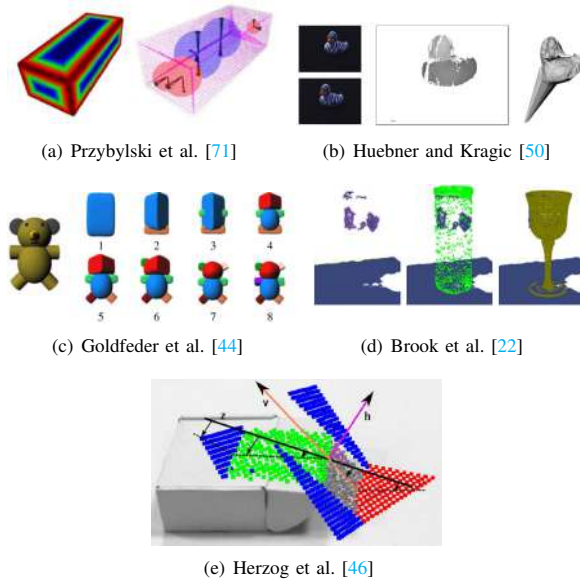 (a) Przybylski et al. [71]
(b) Huebner and Kragic [50]
1 2 3 4
5 6 7 8
(c) Goldfeder et al. [44]
(d) Brook et al. [22]
z v h
(e) Herzog et al. [46]